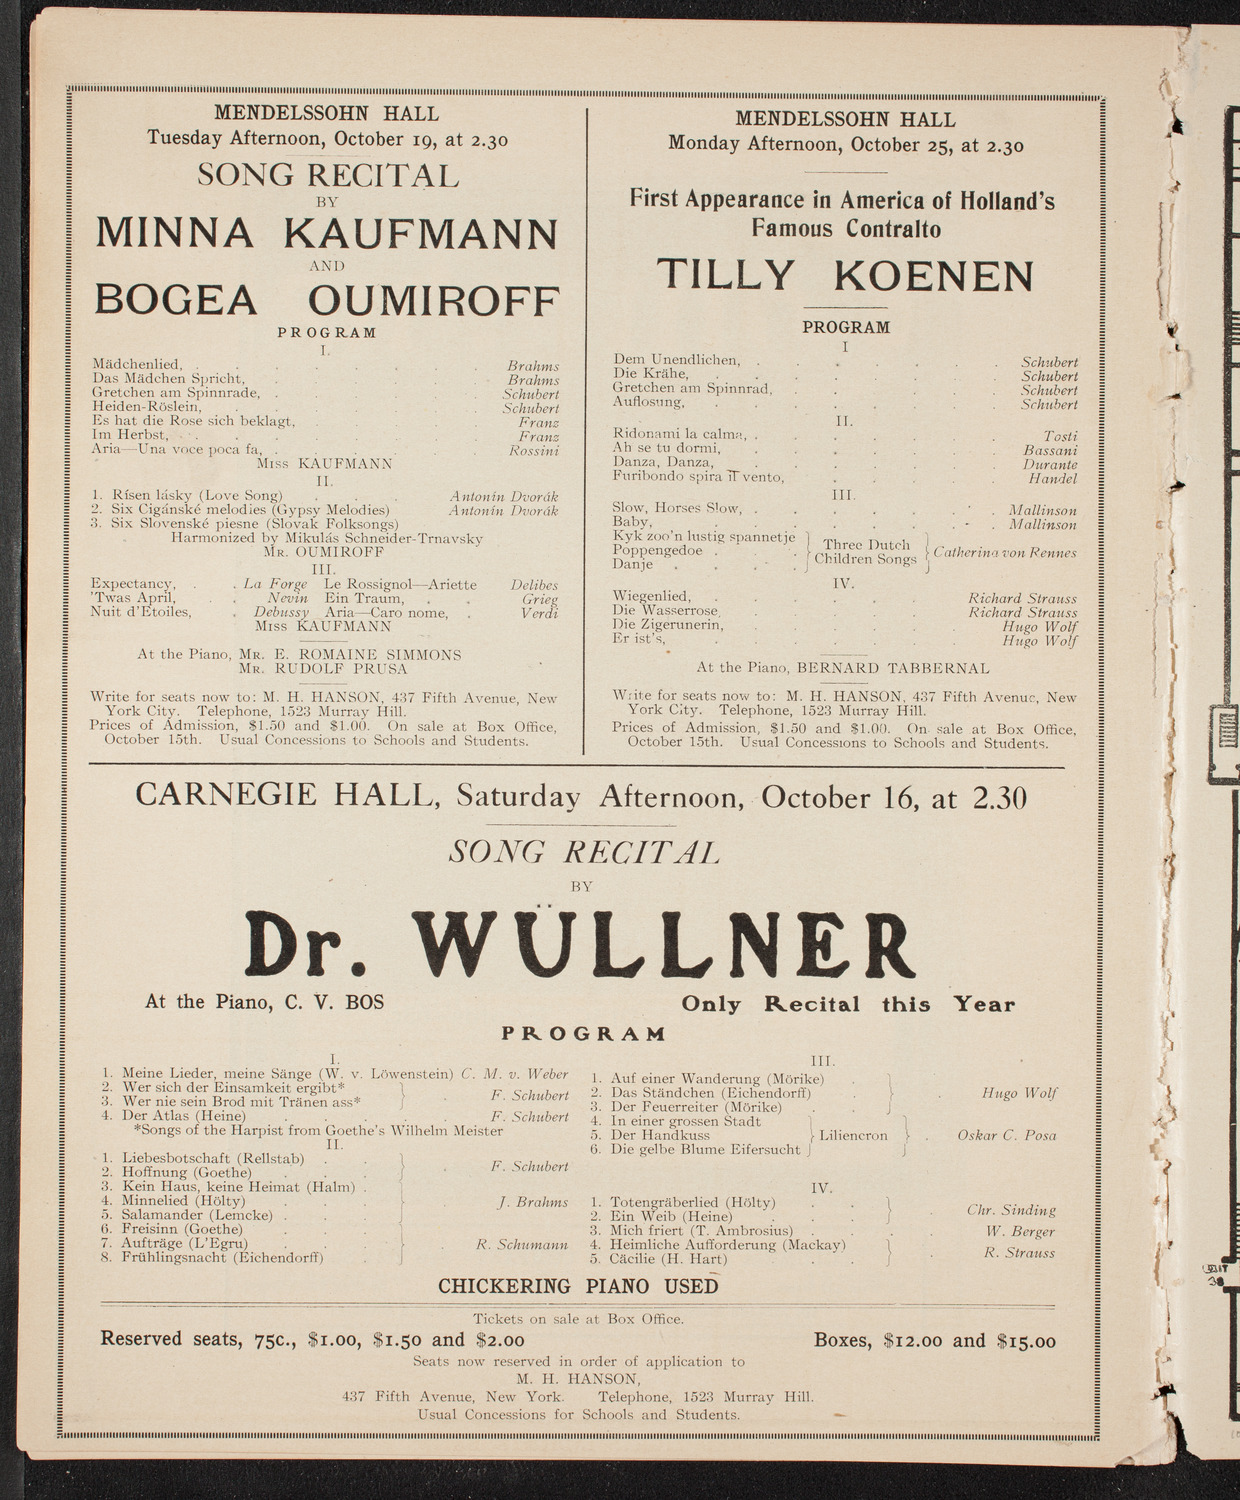 MENDELSSOHN HALL
Tuesday Afternoon, October 19, at 2.30
SONG RECITAL
BY
MINNA KAUFMANN
AND
BOGEA OUMIROFF
PROGRAM
I.
Mädchenlied, Brahms
Das Mädchen Spricht, Brahms
Gretchen am Spinnrade, Schubert
Heiden-Röslein, Schubert
Es hat die Rose sich beklagt, Franz
Im Herbst, Franz
Aria—Una voce poca fa, Rossini
Miss KAUFMANN
II.
1. Rísen lásky (Love Song) Antonín Dvorák
2. Six Cigánské melodies (Gypsy Melodies) Antonín Dvorák
3. Six Slovenské piesne (Slovak Folksongs)
Harmonized by Mikulás Schneider-Trnavsky
Mr. OUMIROFF
III.
Expectancy, La Forge Le Rossignol—Ariette Delibes
'Twas April, Nevin Ein Traum, Grieg
Nuit d'Etoiles, Debussy Aria—Caro nome, Verdi
Miss KAUFMANN
At the Piano, Mr. E. ROMAINE SIMMONS
Mr. RUDOLF PRUSA
Write for seats now to: M. H. HANSON, 437 Fifth Avenue, New
York City. Telephone, 1523 Murray Hill.
Prices of Admission, $1.50 and $1.00. On sale at Box Office,
October 15th. Usual Concessions to Schools and Students.
MENDELSSOHN HALL
Monday Afternoon, October 25, at 2.30
First Appearance in America of Holland's
Famous Contralto
TILLY KOENEN
PROGRAM
I
Dem Unendlichen, Schubert
Die Krähe, Schubert
Gretchen am Spinnrad, Schubert
Auflosung, Schubert
II.
Ridonami la calma, Tosti
Ah se tu dormi, Bassani
Danza, Danza, Durante
Furibondo spira il vento, Handel
III.
Slow, Horses Slow, Mallinson
Baby, Mallinson
Kyk zoo'n lustig spannetje
Poppengedoe Three Dutch Catherina von Rennes
Danje Children Songs
IV.
Wiegenlied, Richard Strauss
Die Wasserrose, Richard Strauss
Die Zigerunerin, Hugo Wolf
Er ist's, Hugo Wolf
At the Piano, BERNARD TABBERNAL
Write for seats now to: M. H. HANSON, 437 Fifth Avenue, New
York City. Telephone, 1523 Murray Hill.
Prices of Admission, $1.50 and $1.00. On sale at Box Office,
October 15th. Usual Concessions to Schools and Students.
CARNEGIE HALL, Saturday Afternoon, October 16, at 2.30
SONG RECITAL
BY
Dr. WÜLLNER
At the Piano, C. V. BOS Only Recital this Year
PROGRAM
I.
1. Meine Lieder, meine Sänge (W. v. Löwenstein) C. M. v. Weber
2. Wer sich der Einsamkeit ergibt*
3. Wer nie sein Brod mit Tränen ass* F. Schubert
4. Der Atlas (Heine) F. Schubert
*Songs of the Harpist from Goethe's Wilhelm Meister
II.
1. Liebesbotschaft (Rellstab)
2. Hoffnung (Goethe) F. Schubert
3. Kein Haus, keine Heimat (Halm)
4. Minnelied (Hölty) J. Brahms
5. Salamander (Lemcke)
6. Freisinn (Goethe)
7. Aufträge (L'Egru) R. Schumann
8. Frühlingsnacht (Eichendorff)
III.
1. Auf einer Wanderung (Mörike)
2. Das Ständchen (Eichendorff) Hugo Wolf
3. Der Feuerreiter (Mörike)
4. In einer grossen Stadt
5. Der Handkuss Liliencron Oskar C. Posa
6. Die gelbe Blume Eifersucht
IV.
1. Totengräberlied (Hölty)
2. Ein Weib (Heine) Chr. Sinding
3. Mich friert (T. Ambrosius) W. Berger
4. Heimliche Aufforderung (Mackay)
5. Cäcilie (H. Hart) R. Strauss
CHICKERING PIANO USED
Tickets on sale at Box Office.
Reserved seats, 75c., $1.00, $1.50 and $2.00 Boxes, $12.00 and $15.00
Seats now reserved in order of application to
M. H. HANSON,
437 Fifth Avenue, New York. Telephone, 1523 Murray Hill.
Usual Concessions for Schools and Students.